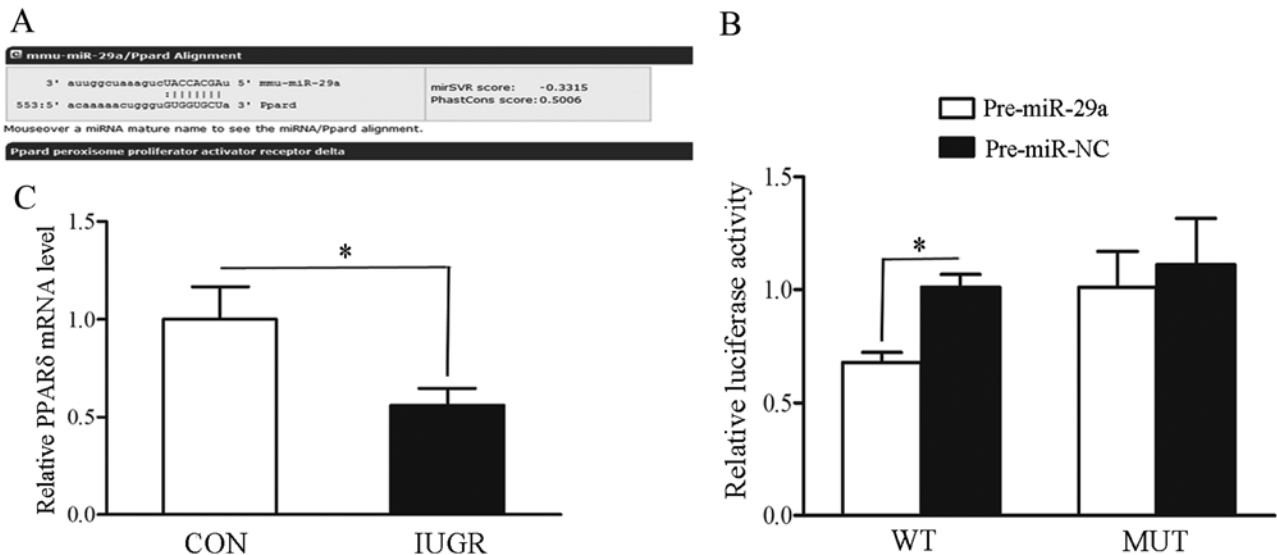 A
mmu-miR-29a/Ppard Alignment
3' auuggcuaaagucUACCACGAu 5' mmu-miR-29a
:|||||||
553:5' acaaaaacuggguGUGGUGCUa 3' Ppard
mirSVR score: -0.3315
PhastCons score: 0.5006
Mouseover a miRNA mature name to see the miRNA/Ppard alignment.
Ppard peroxisome proliferator activator receptor delta
B
Pre-miR-29a
Pre-miR-NC
Relative luciferase activity
1.5
1.0
0.5
0.0
*
WT
MUT
C
Relative PPARδ mRNA level
1.5
1.0
0.5
0.0
*
CON
IUGR